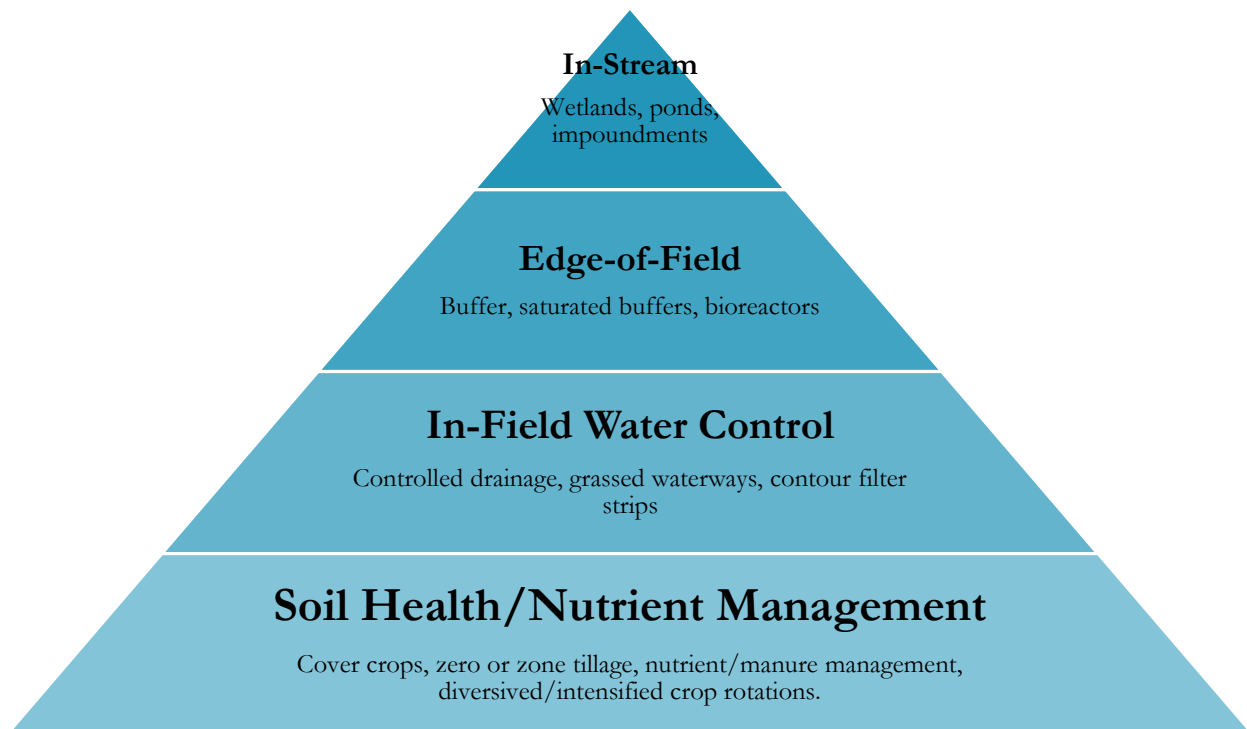 In-Stream
Wetlands, ponds,
impoundments
Edge-of-Field
Buffer, saturated buffers, bioreactors
In-Field Water Control
Controlled drainage, grassed waterways, contour filter
strips
Soil Health/Nutrient Management
Cover crops, zero or zone tillage, nutrient/manure management,
diversived/intensified crop rotations.